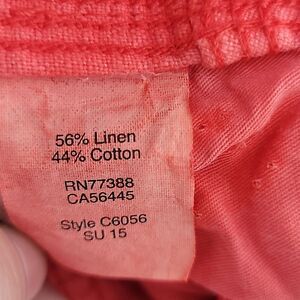 56% Linen
44% Cotton
RN77388
CA56445
Style C6056
SU 15